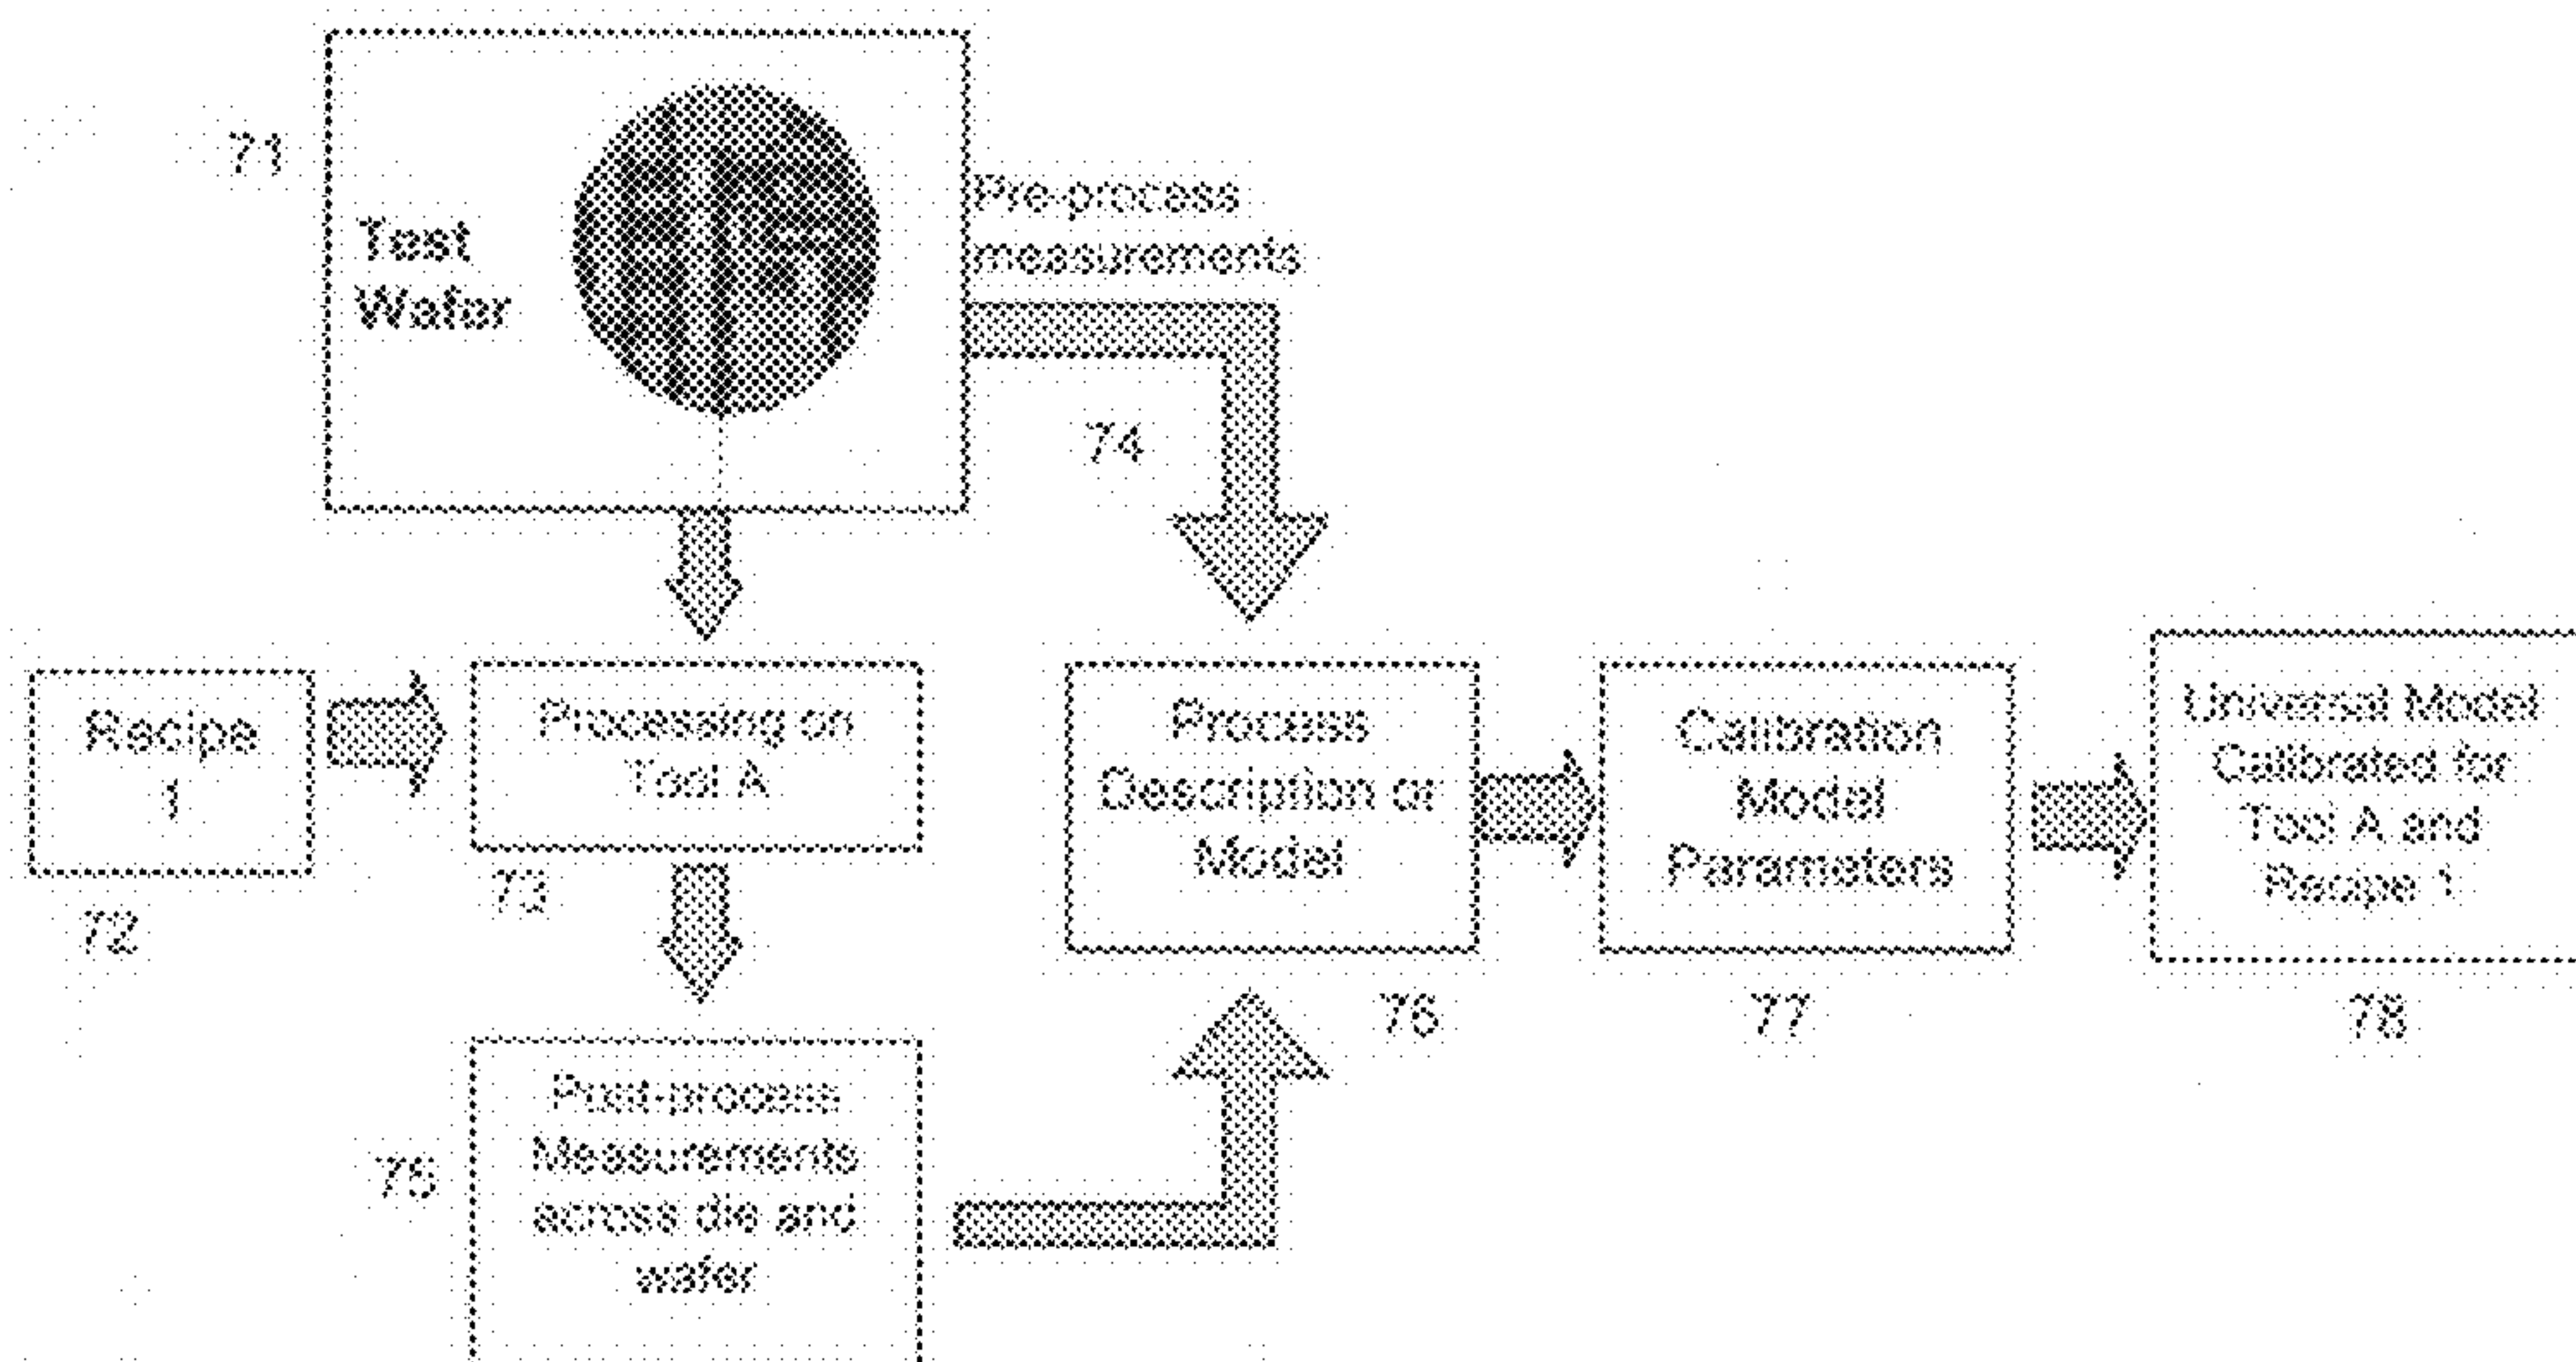 71
Test
Wafer
Pre-process
measurements
74
Recipe
1
72
Processing on
Tool A
73
Process
Description or
Model
76
Calibration
Model
Parameters
77
Universal Model
Calibrated for
Tool A and
Recipe 1
78
75
Post-process
Measurements
across die and
wafer